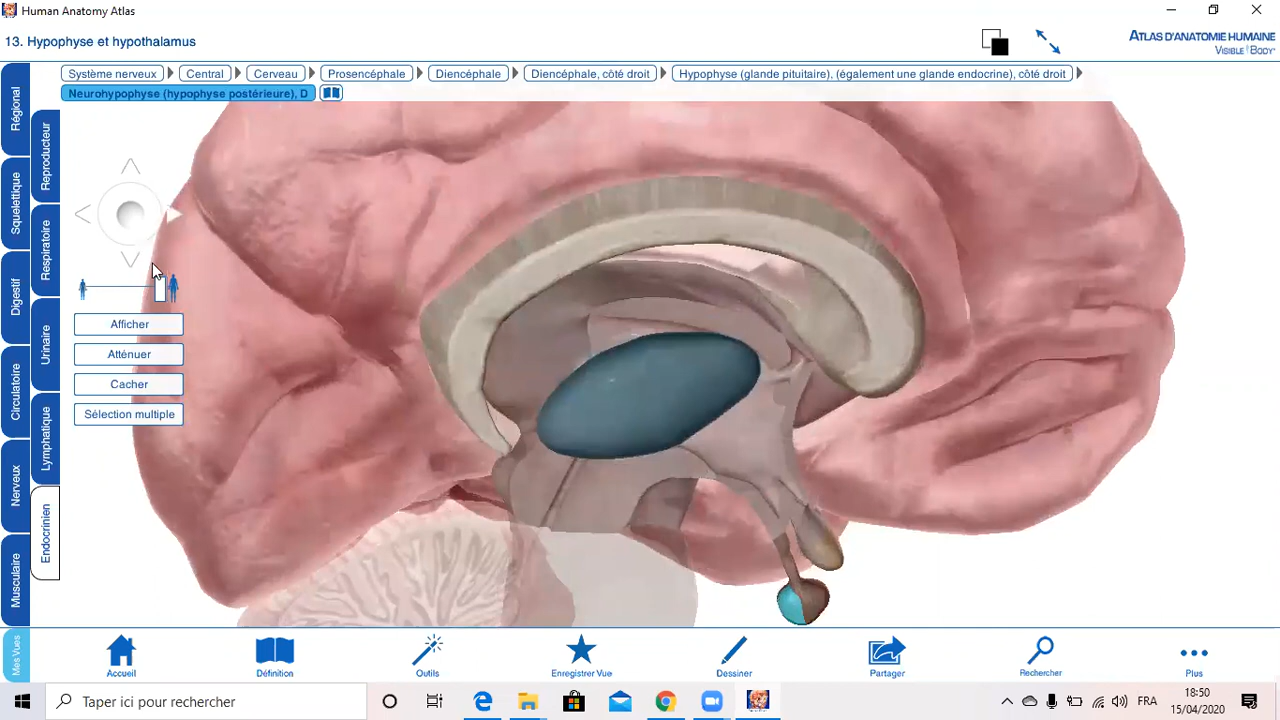 Human Anatomy Atlas
13. Hypophyse et hypothalamus
ATLAS D'ANATOMIE HUMAINE
VISIBLE BODY®
Système nerveux
Central
Cerveau
Prosencéphale
Diencéphale
Diencéphale, côté droit
Hypophyse (glande pituitaire), (également une glande endocrine), côté droit
Neurohypophyse (hypophyse postérieure), D
Régional
Squelettique
Digestif
Circulatoire
Nerveux
Musculaire
Mes Vues
Reproducteur
Respiratoire
Urinaire
Lymphatique
Endocrinien
Afficher
Atténuer
Cacher
Sélection multiple
Accueil
Définition
Outils
Enregistrer Vue
Dessiner
Partager
Rechercher
Plus
Taper ici pour rechercher
FRA
18:50
15/04/2020